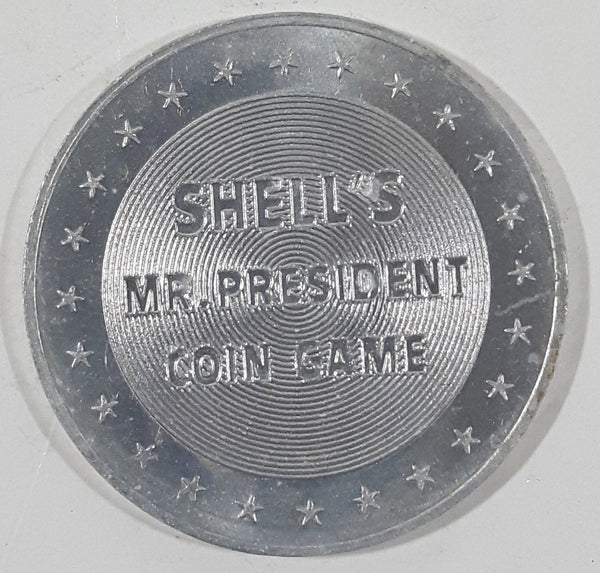 SHELL'S
MR. PRESIDENT
COIN GAME